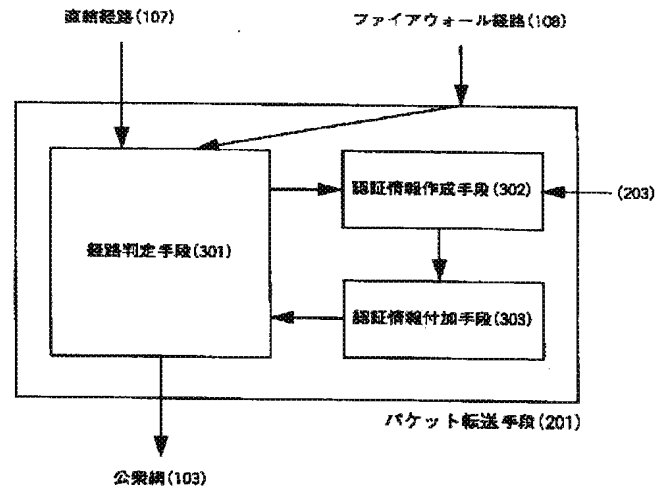 直結経路(107)
ファイアウォール経路(108)
経路判定手段(301)
認証情報作成手段(302)
(203)
認証情報付加手段(303)
パケット転送手段(201)
公衆網(103)